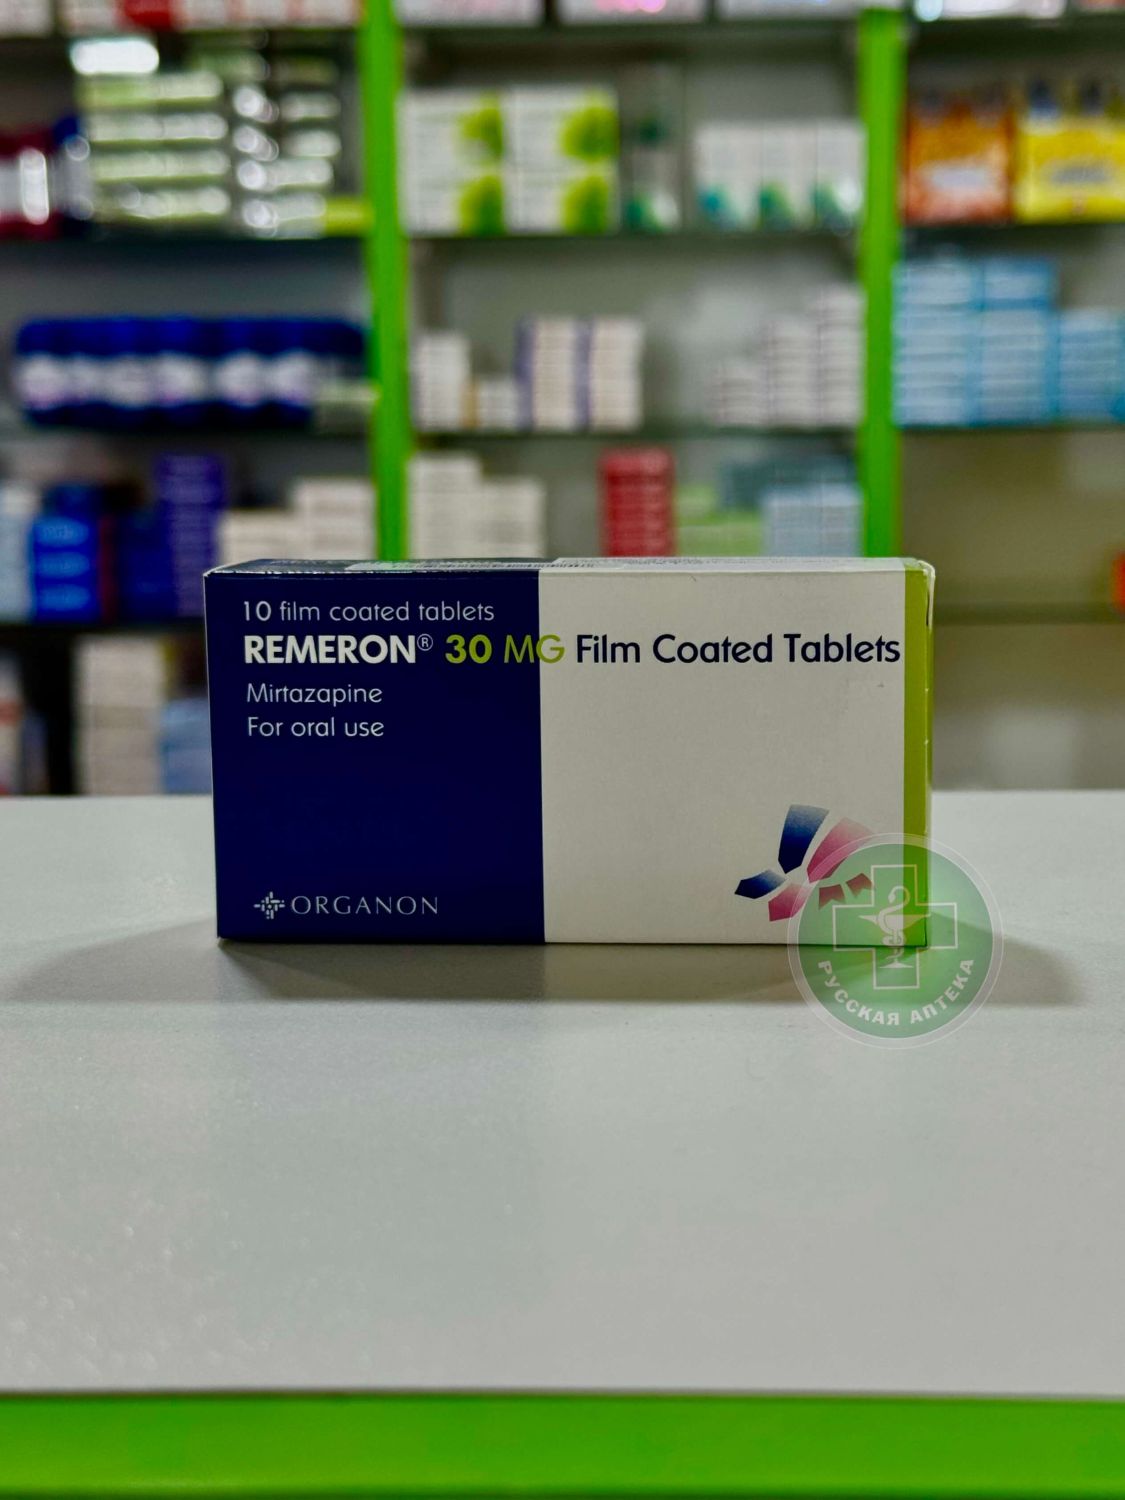 10 film coated tablets
REMERON® 30 MG Film Coated Tablets
Mirtazapine
For oral use
ORGANON
РУССКАЯ АПТЕКА